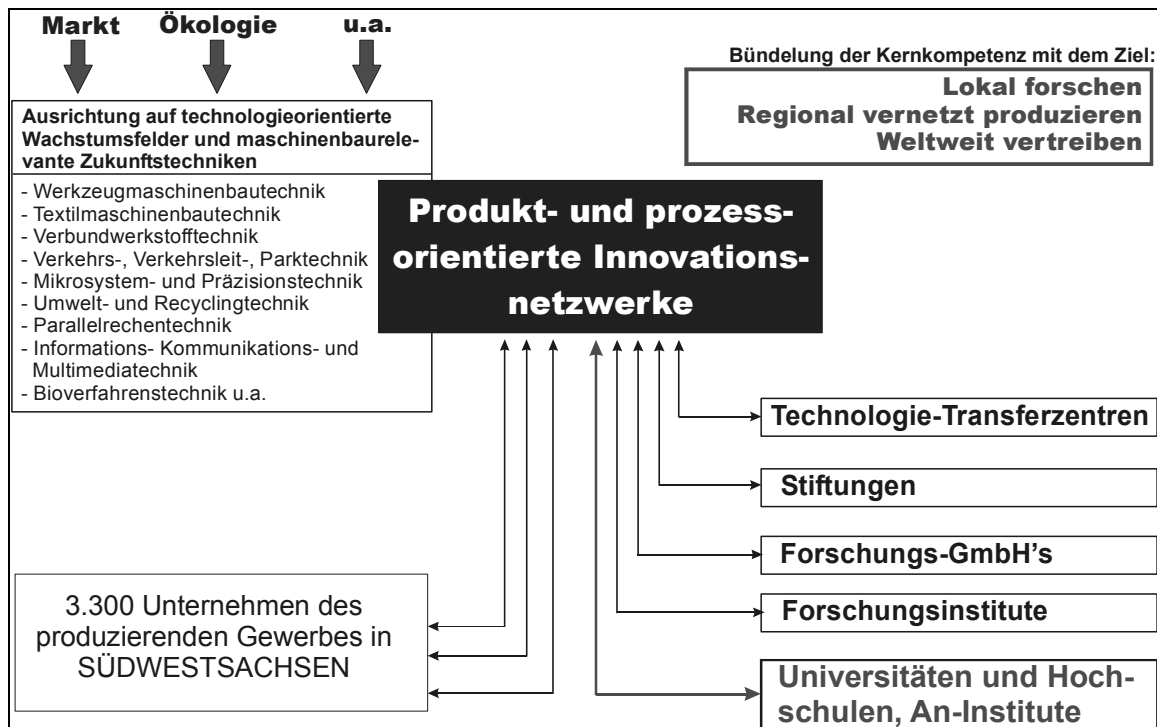 Markt Ökologie u.a.
Ausrichtung auf technologieorientierte
Wachstumsfelder und maschinenbaurele-
vante Zukunftstechniken
- Werkzeugmaschinenbautechnik
- Textilmaschinenbautechnik
- Verbundwerkstofftechnik
- Verkehrs-, Verkehrsleit-, Parktechnik
- Mikrosystem- und Präzisionstechnik
- Umwelt- und Recyclingtechnik
- Parallelrechentechnik
- Informations- Kommunikations- und
Multimediatechnik
- Bioverfahrenstechnik u.a.
Bündelung der Kernkompetenz mit dem Ziel:
Lokal forschen
Regional vernetzt produzieren
Weltweit vertreiben
Produkt- und prozess-
orientierte Innovations-
netzwerke
Technologie-Transferzentren
Stiftungen
Forschungs-GmbH's
Forschungsinstitute
Universitäten und Hoch-
schulen, An-Institute
3.300 Unternehmen des
produzierenden Gewerbes in
SÜDWESTSACHSEN